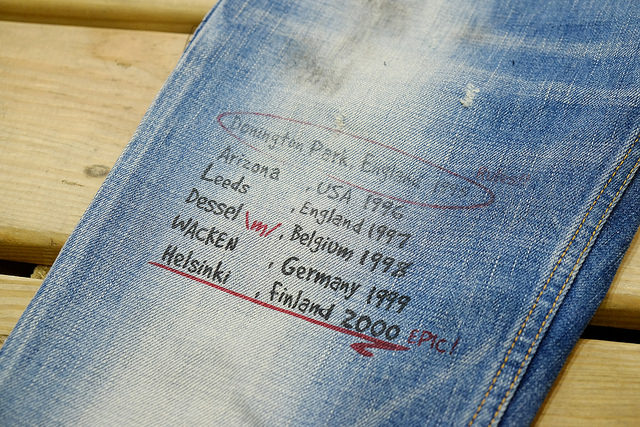 Donington Park, England
Arizona, USA 1996
Leeds, England 1997
Dessel \m/, Belgium 1998
WACKEN, Germany 1999
Helsinki, Finland 2000 EPIC!